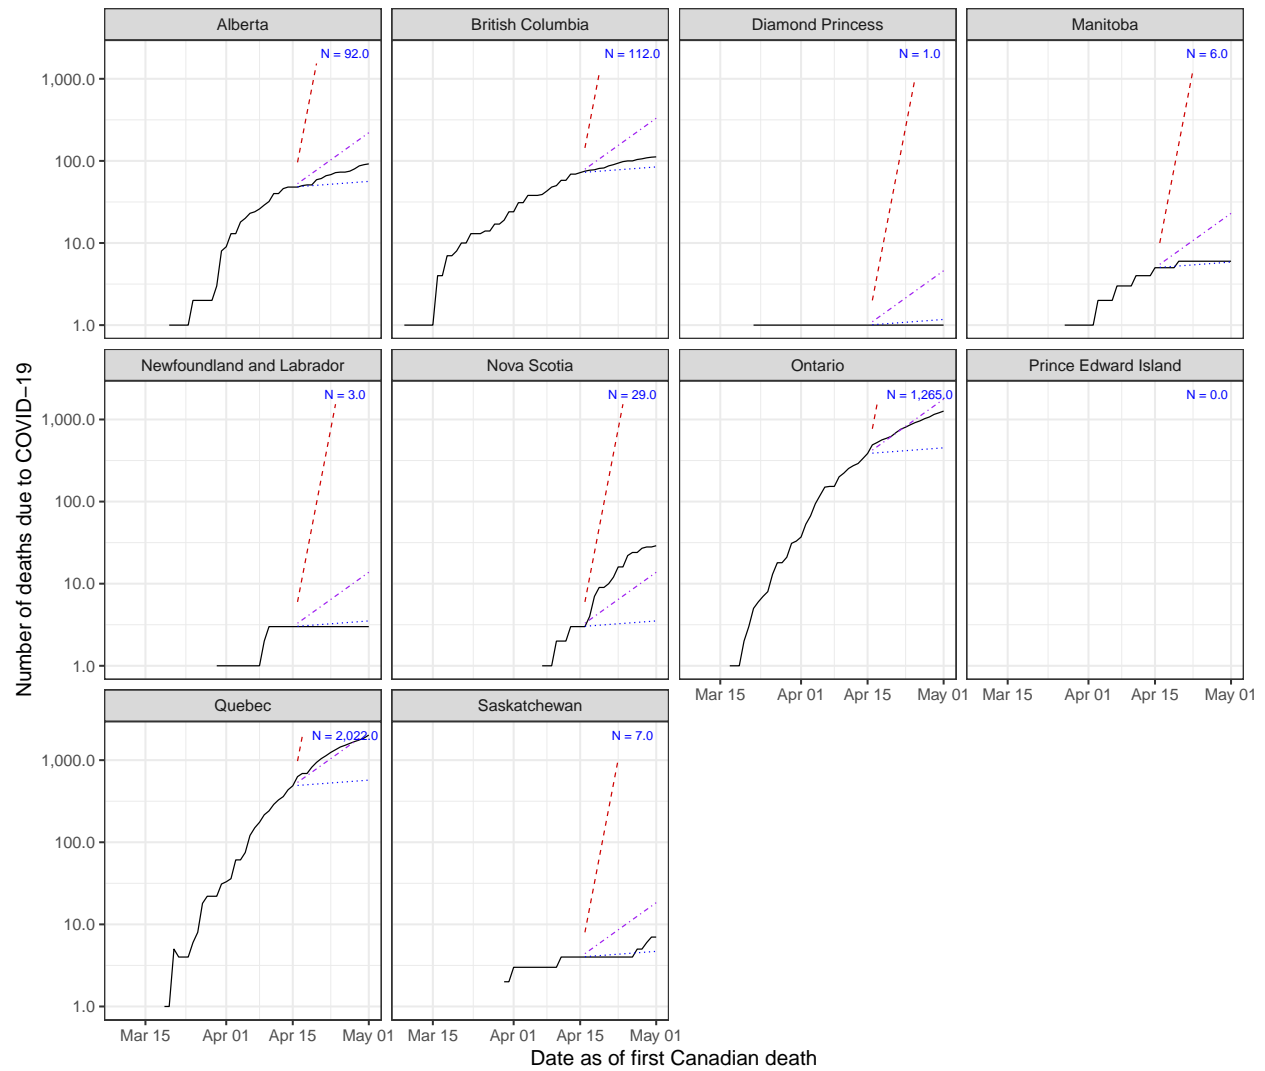 Alberta
British Columbia
Diamond Princess
Manitoba
N = 92.0
N = 112.0
N = 1.0
N = 6.0
1,000.0
100.0
10.0
1.0
Newfoundland and Labrador
Nova Scotia
Ontario
Prince Edward Island
N = 3.0
N = 29.0
N = 1,265.0
N = 0.0
1,000.0
100.0
10.0
1.0
Mar 15 Apr 01 Apr 15 May 01
Mar 15 Apr 01 Apr 15 May 01
Quebec
Saskatchewan
N = 2,022.0
N = 7.0
1,000.0
100.0
10.0
1.0
Mar 15 Apr 01 Apr 15 May 01
Mar 15 Apr 01 Apr 15 May 01
Number of deaths due to COVID−19
Date as of first Canadian death